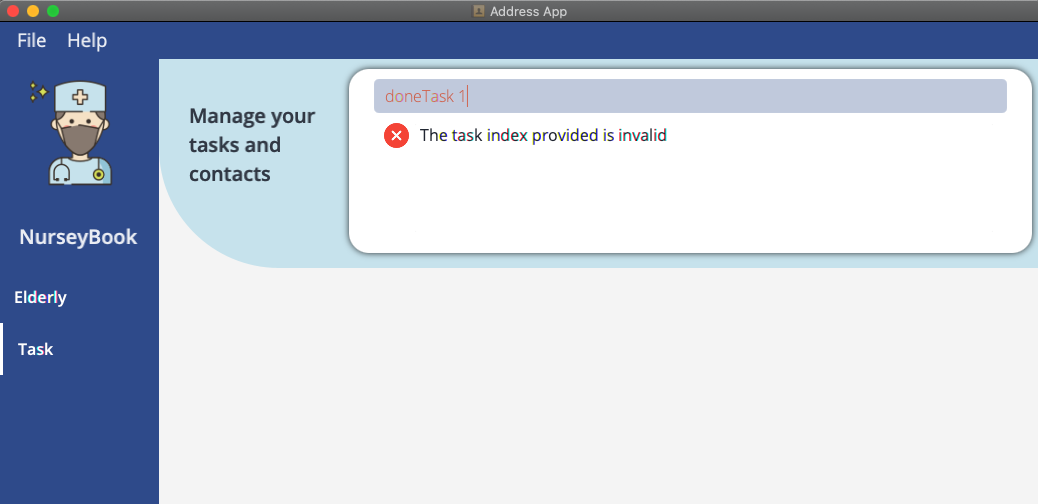 Address App
File Help
Manage your
tasks and
contacts
doneTask 1
The task index provided is invalid
NurseyBook
Elderly
Task